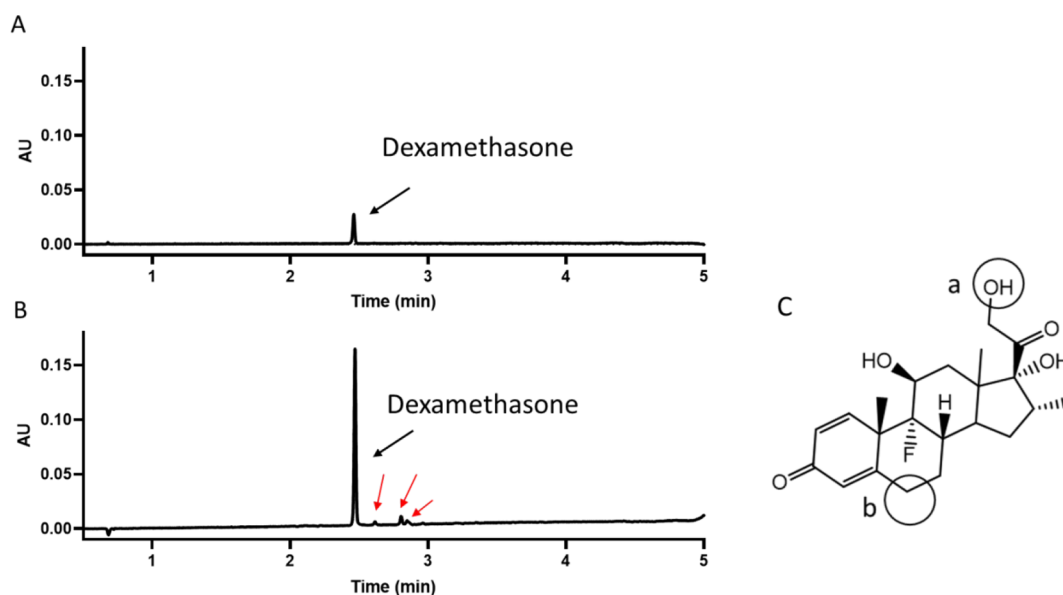 A
0.15
0.10
0.05
0.00
AU
Dexamethasone
1 2 3 4 5
Time (min)
B
0.15
0.10
0.05
0.00
AU
Dexamethasone
1 2 3 4 5
Time (min)
C
a
OH
O
HO
OH
H
F
O
b